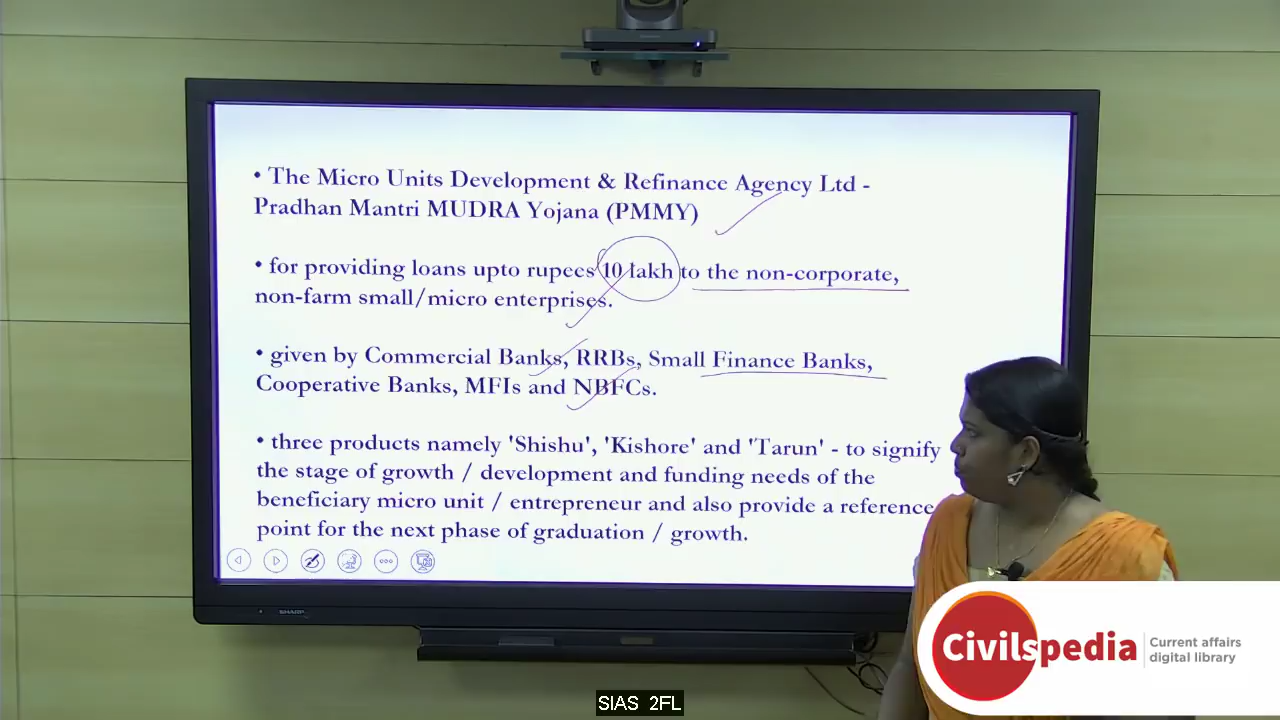 • The Micro Units Development & Refinance Agency Ltd -
Pradhan Mantri MUDRA Yojana (PMMY)
• for providing loans upto rupees 10 lakh to the non-corporate,
non-farm small/micro enterprises.
• given by Commercial Banks, RRBs, Small Finance Banks,
Cooperative Banks, MFIs and NBFCs.
• three products namely 'Shishu', 'Kishore' and 'Tarun' - to signify
the stage of growth / development and funding needs of the
beneficiary micro unit / entrepreneur and also provide a reference
point for the next phase of graduation / growth.
SHARP
Civilspedia
Current affairs
digital library
SIAS 2FL